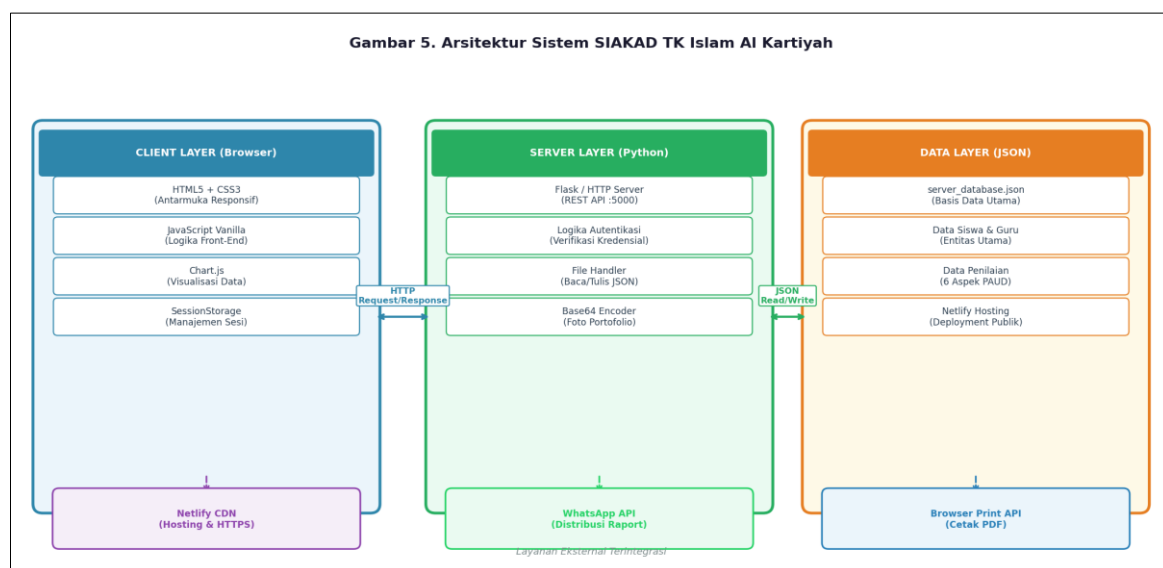 Gambar 5. Arsitektur Sistem SIAKAD TK Islam Al Kartiyah
CLIENT LAYER (Browser)
HTML5 + CSS3
(Antarmuka Responsif)
JavaScript Vanilla
(Logika Front-End)
Chart.js
(Visualisasi Data)
SessionStorage
(Manajemen Sesi)
HTTP
Request/Response
SERVER LAYER (Python)
Flask / HTTP Server
(REST API :5000)
Logika Autentikasi
(Verifikasi Kredensial)
File Handler
(Baca/Tulis JSON)
Base64 Encoder
(Foto Portofolio)
JSON
Read/Write
DATA LAYER (JSON)
server_database.json
(Basis Data Utama)
Data Siswa & Guru
(Entitas Utama)
Data Penilaian
(6 Aspek PAUD)
Netlify Hosting
(Deployment Publik)
Netlify CDN
(Hosting & HTTPS)
WhatsApp API
(Distribusi Raport)
Browser Print API
(Cetak PDF)
Layanan Eksternal Terintegrasi